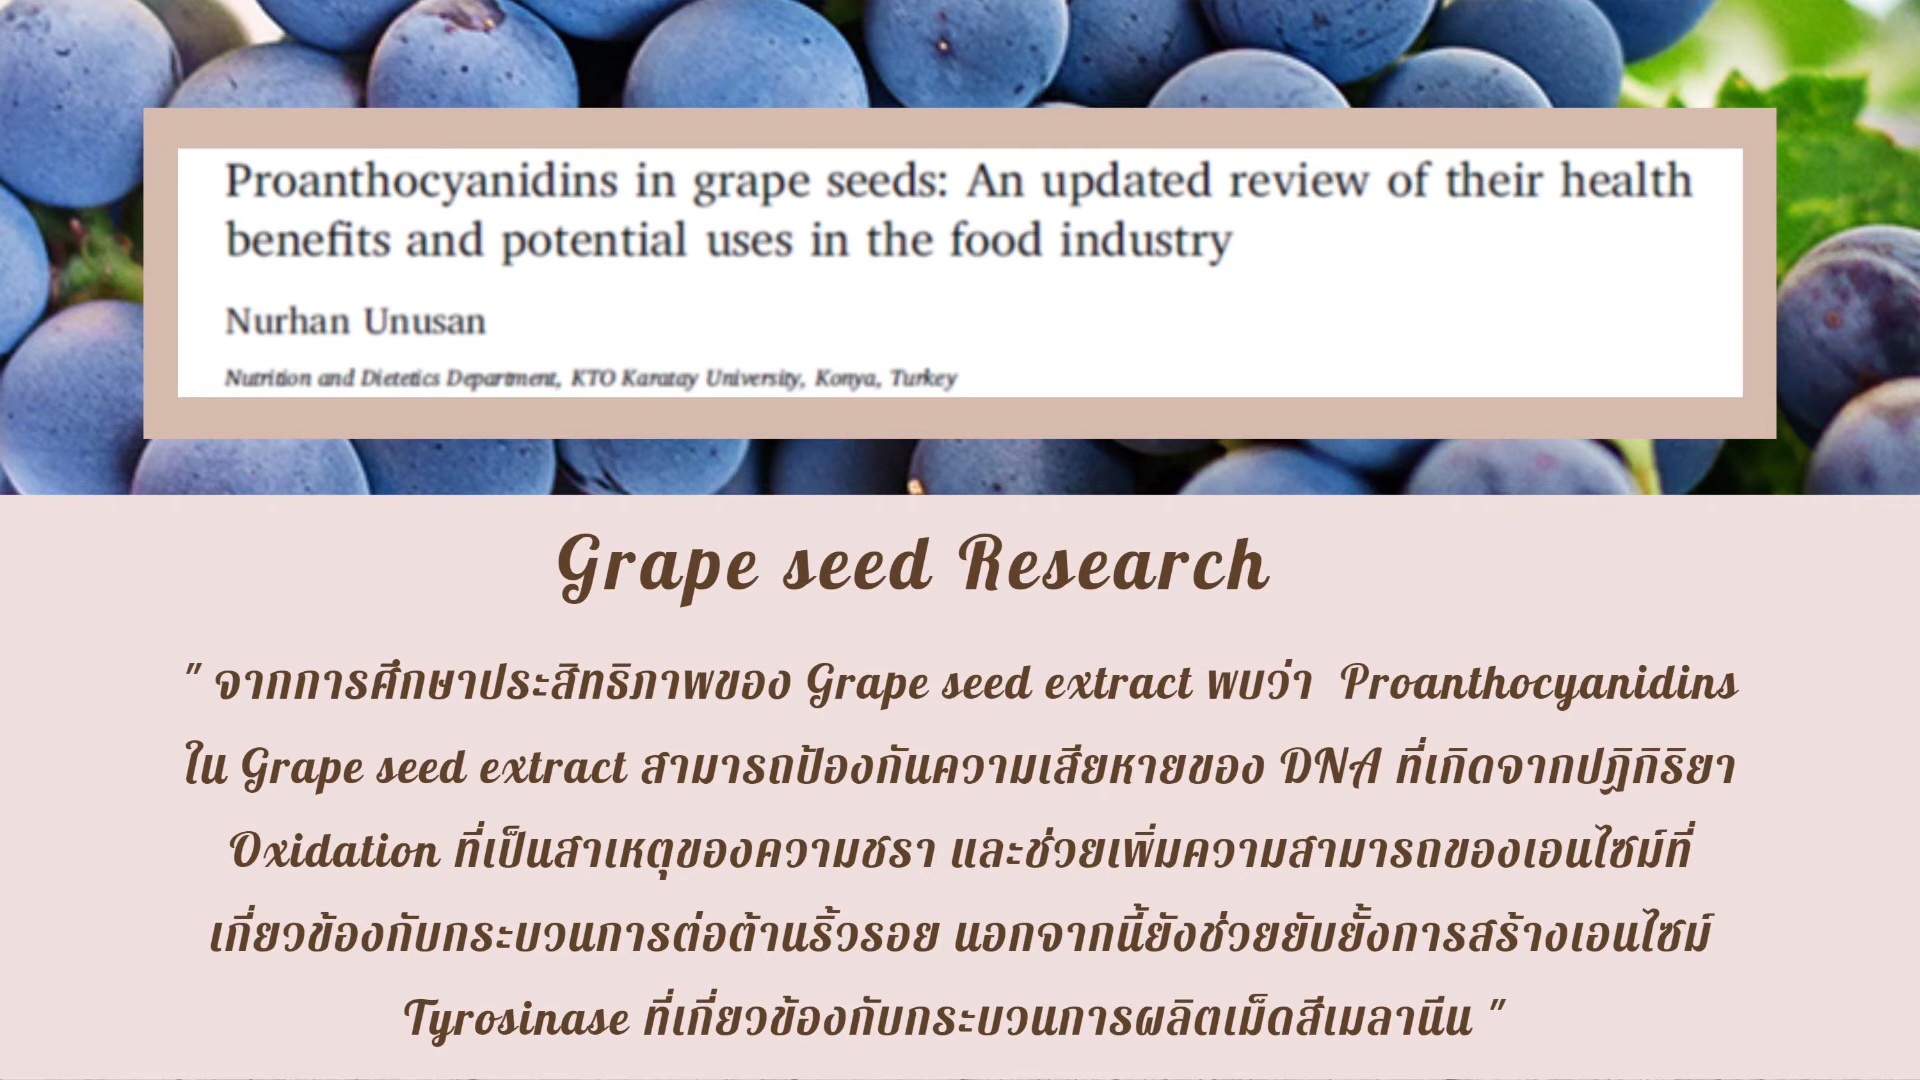 Proanthocyanidins in grape seeds: An updated review of their health
benefits and potential uses in the food industry
Nurhan Unusan
Nutrition and Dietetics Department, KTO Karatay University, Konya, Turkey
Grape seed Research
" จากการศึกษาประสิทธิภาพของ Grape seed extract พบว่า Proanthocyanidins
ใน Grape seed extract สามารถป้องกันความเสียหายของ DNA ที่เกิดจากปฏิกิริยา
Oxidation ที่เป็นสาเหตุของความชรา และช่วยเพิ่มความสามารถของเอนไซม์ที่
เกี่ยวข้องกับกระบวนการต่อต้านริ้วรอย นอกจากนี้ยังช่วยยับยั้งการสร้างเอนไซม์
Tyrosinase ที่เกี่ยวข้องกับกระบวนการผลิตเม็ดสีเมลานีน "